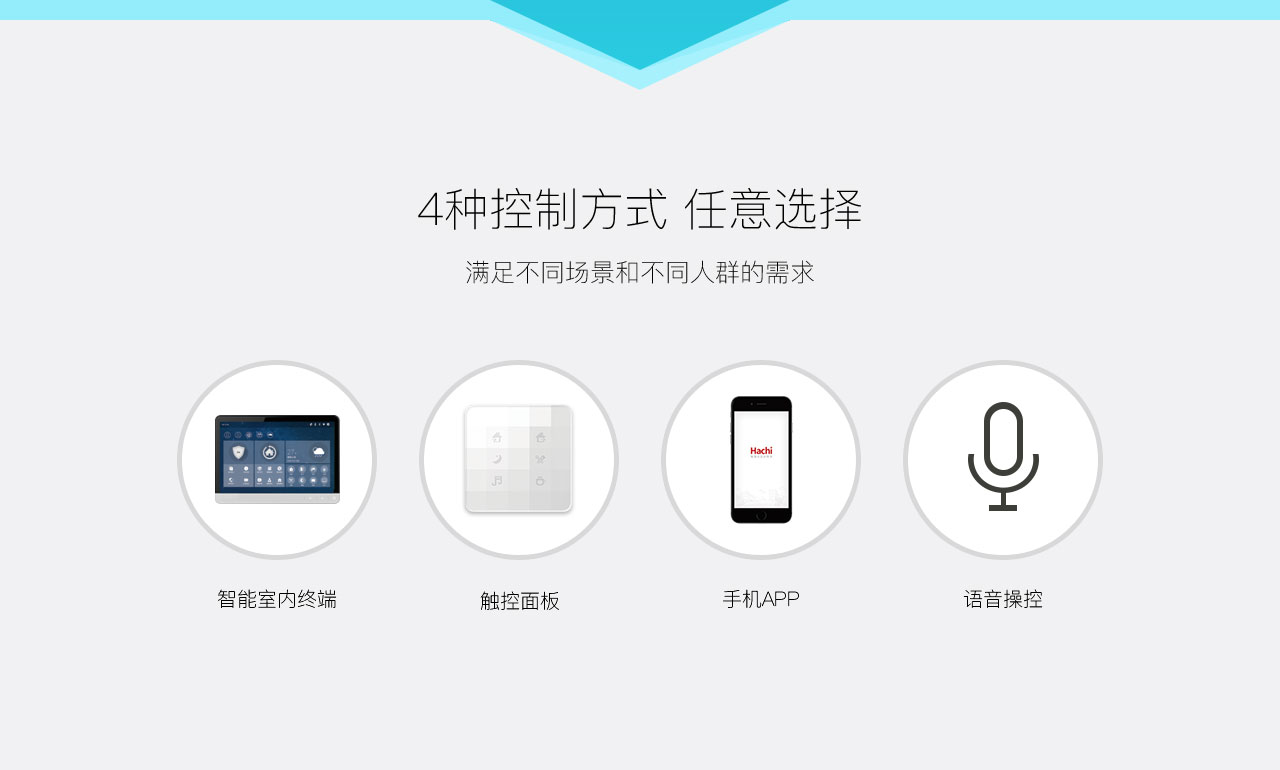 4种控制方式 任意选择
满足不同场景和不同人群的需求
Hachi
智能室内终端
触控面板
手机APP
语音操控